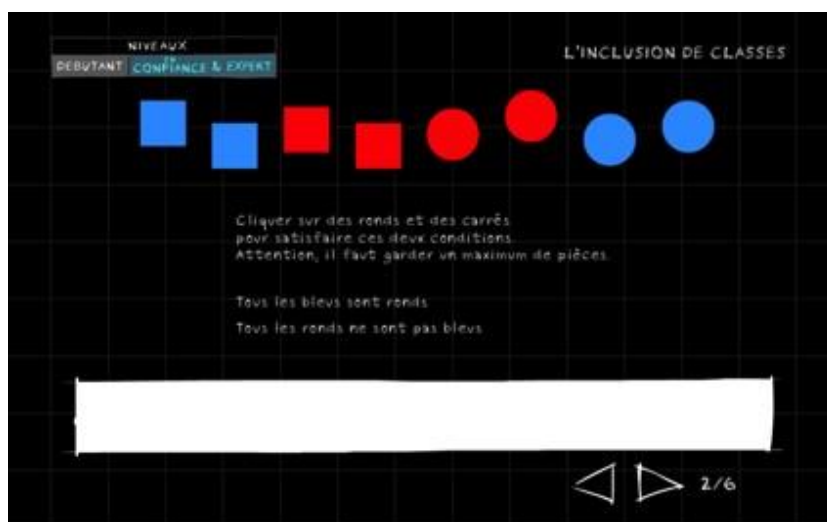 NIVEAUX
DEBUTANT EN CONFIANCE & EXPERT
L'INCLUSION DE CLASSES
Cliquer sur des ronds et des carrés
pour satisfaire ces deux conditions.
Attention, il faut garder un maximum de pièces.
Tous les bleus sont ronds
Tous les ronds ne sont pas bleus
2/6